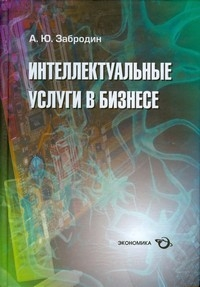 А. Ю. Забродин
ИНТЕЛЛЕКТУАЛЬНЫЕ
УСЛУГИ В БИЗНЕСЕ
ЭКОНОМИКА